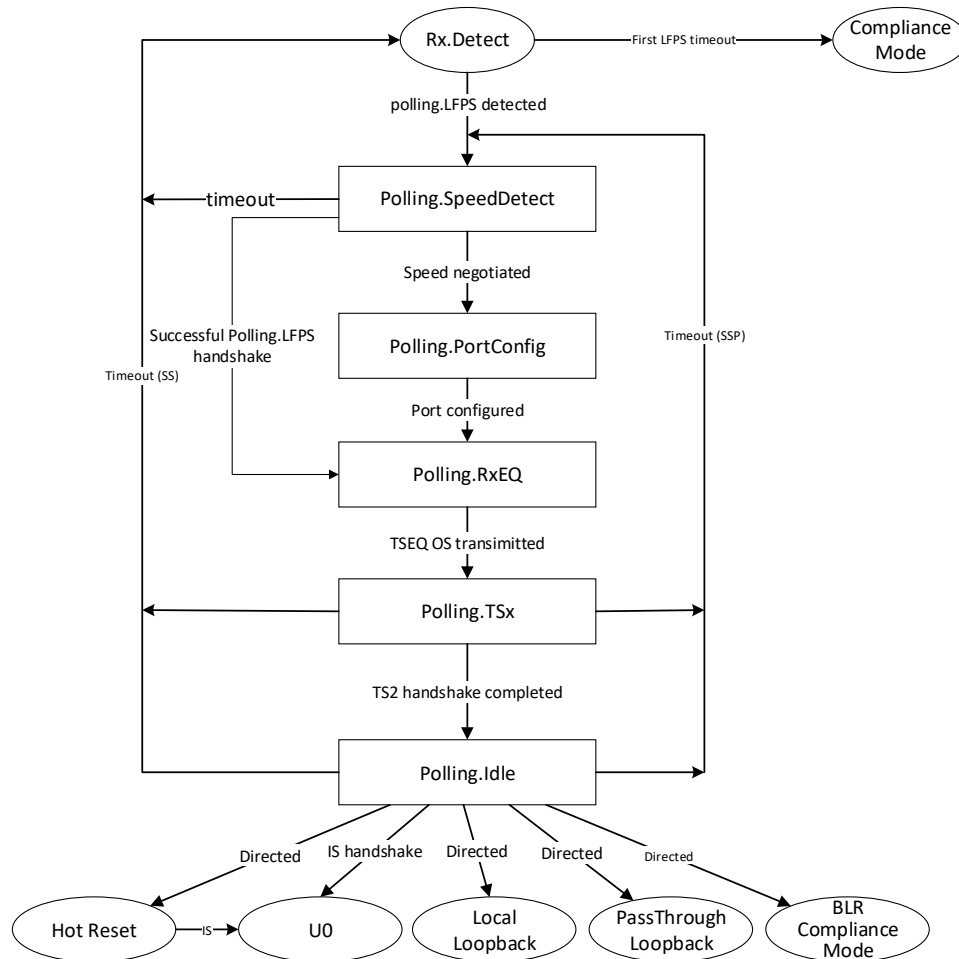 Rx.Detect
First LFPS timeout
Compliance
Mode
polling.LFPS detected
timeout
Polling.SpeedDetect
Speed negotiated
Successful Polling.LFPS
handshake
Polling.PortConfig
Timeout (SSP)
Timeout (SS)
Port configured
Polling.RxEQ
TSEQ OS transimitted
Polling.TSx
TS2 handshake completed
Polling.Idle
Directed
IS handshake
Directed
Directed
Directed
Hot Reset
IS
U0
Local
Loopback
PassThrough
Loopback
BLR
Compliance
Mode